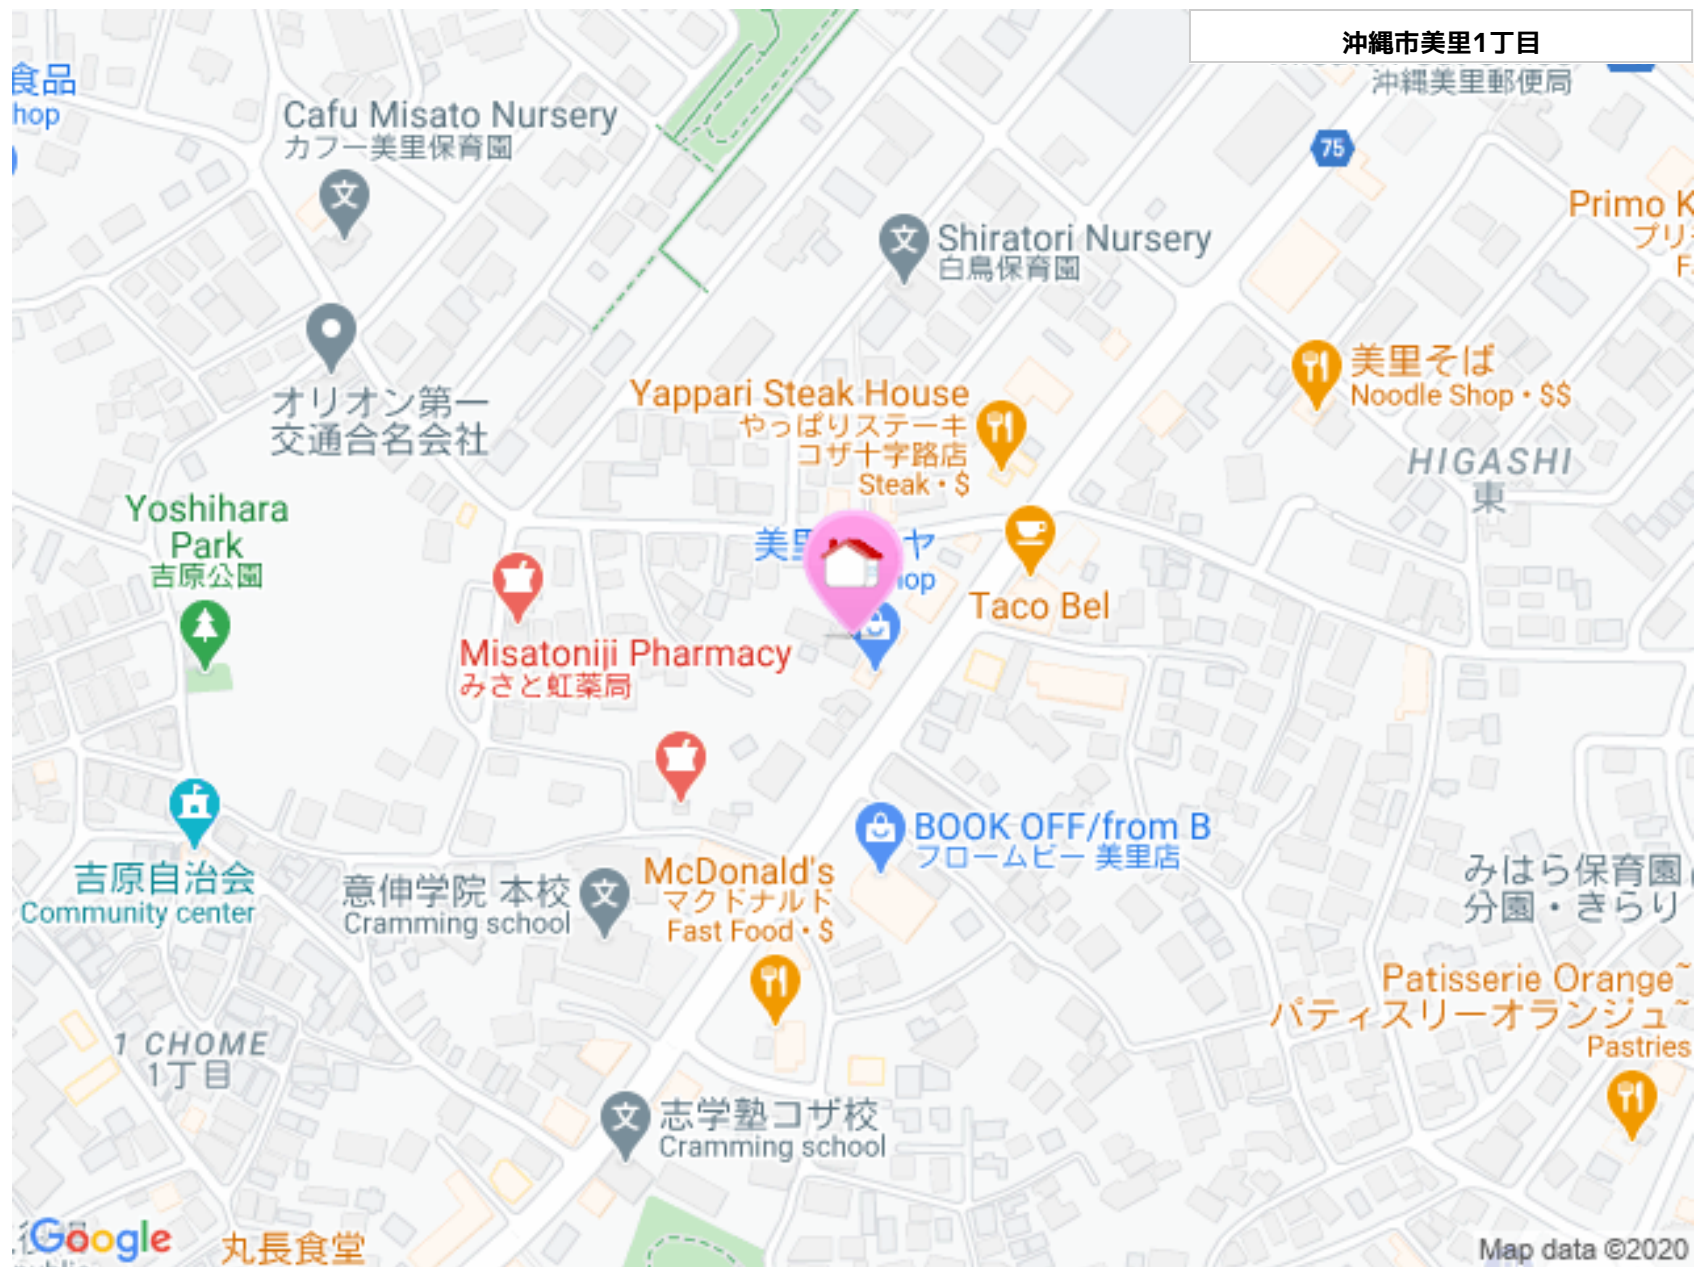 沖縄市美里1丁目
沖縄美里郵便局
75
食品
hop
Cafu Misato Nursery
カフー美里保育園
Primo K
プリ
F
Shiratori Nursery
白鳥保育園
オリオン第一
交通合名会社
Yappari Steak House
やっぱりステーキ
コザ十字路店
Steak • $
美里そば
Noodle Shop • $$
HIGASHI
東
Yoshihara
Park
吉原公園
美里
ヤ
op
Taco Bel
Misatoniji Pharmacy
みさと虹薬局
BOOK OFF/from B
フロームビー 美里店
McDonald's
マクドナルド
Fast Food • $
吉原自治会
Community center
意伸学院 本校
Cramming school
みはら保育園
分園・きらり
Patisserie Orange~
パティスリーオランジュ~
Pastries
1 CHOME
1丁目
志学塾コザ校
Cramming school
Google
丸長食堂
Map data ©2020